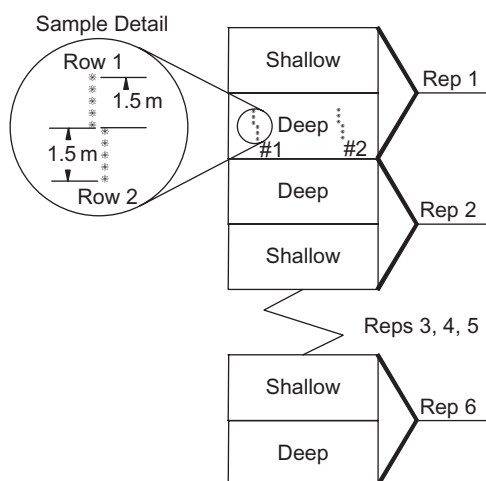 Sample Detail
Row 1
1.5 m
1.5 m
Row 2
Shallow
Rep 1
Deep
#1
#2
Deep
Rep 2
Shallow
Reps 3, 4, 5
Shallow
Rep 6
Deep